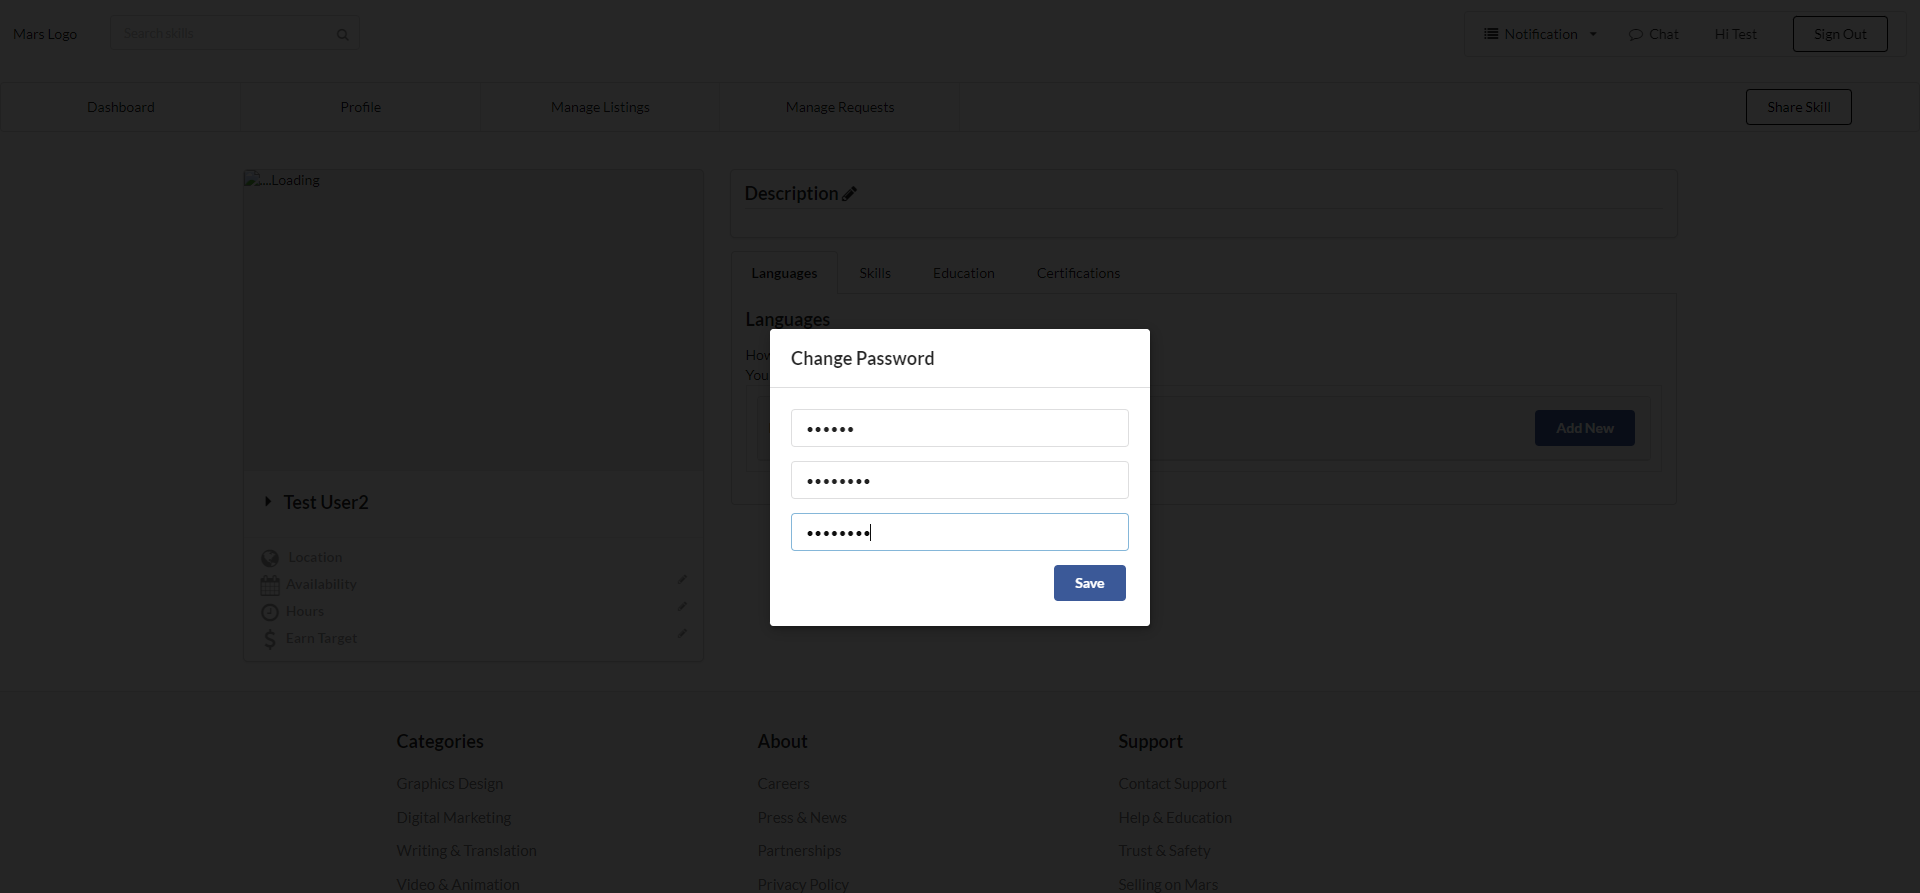 Mars Logo
Search skills
Notification
Chat
Hi Test
Sign Out
Dashboard
Profile
Manage Listings
Manage Requests
Share Skill
Loading
Description
Languages
Skills
Education
Certifications
Languages
How
You
Change Password
••••••
••••••••
••••••••
Save
Add New
Test User2
Location
Availability
Hours
Earn Target
Categories
Graphics Design
Digital Marketing
Writing & Translation
Video & Animation
About
Careers
Press & News
Partnerships
Privacy Policy
Support
Contact Support
Help & Education
Trust & Safety
Selling on Mars